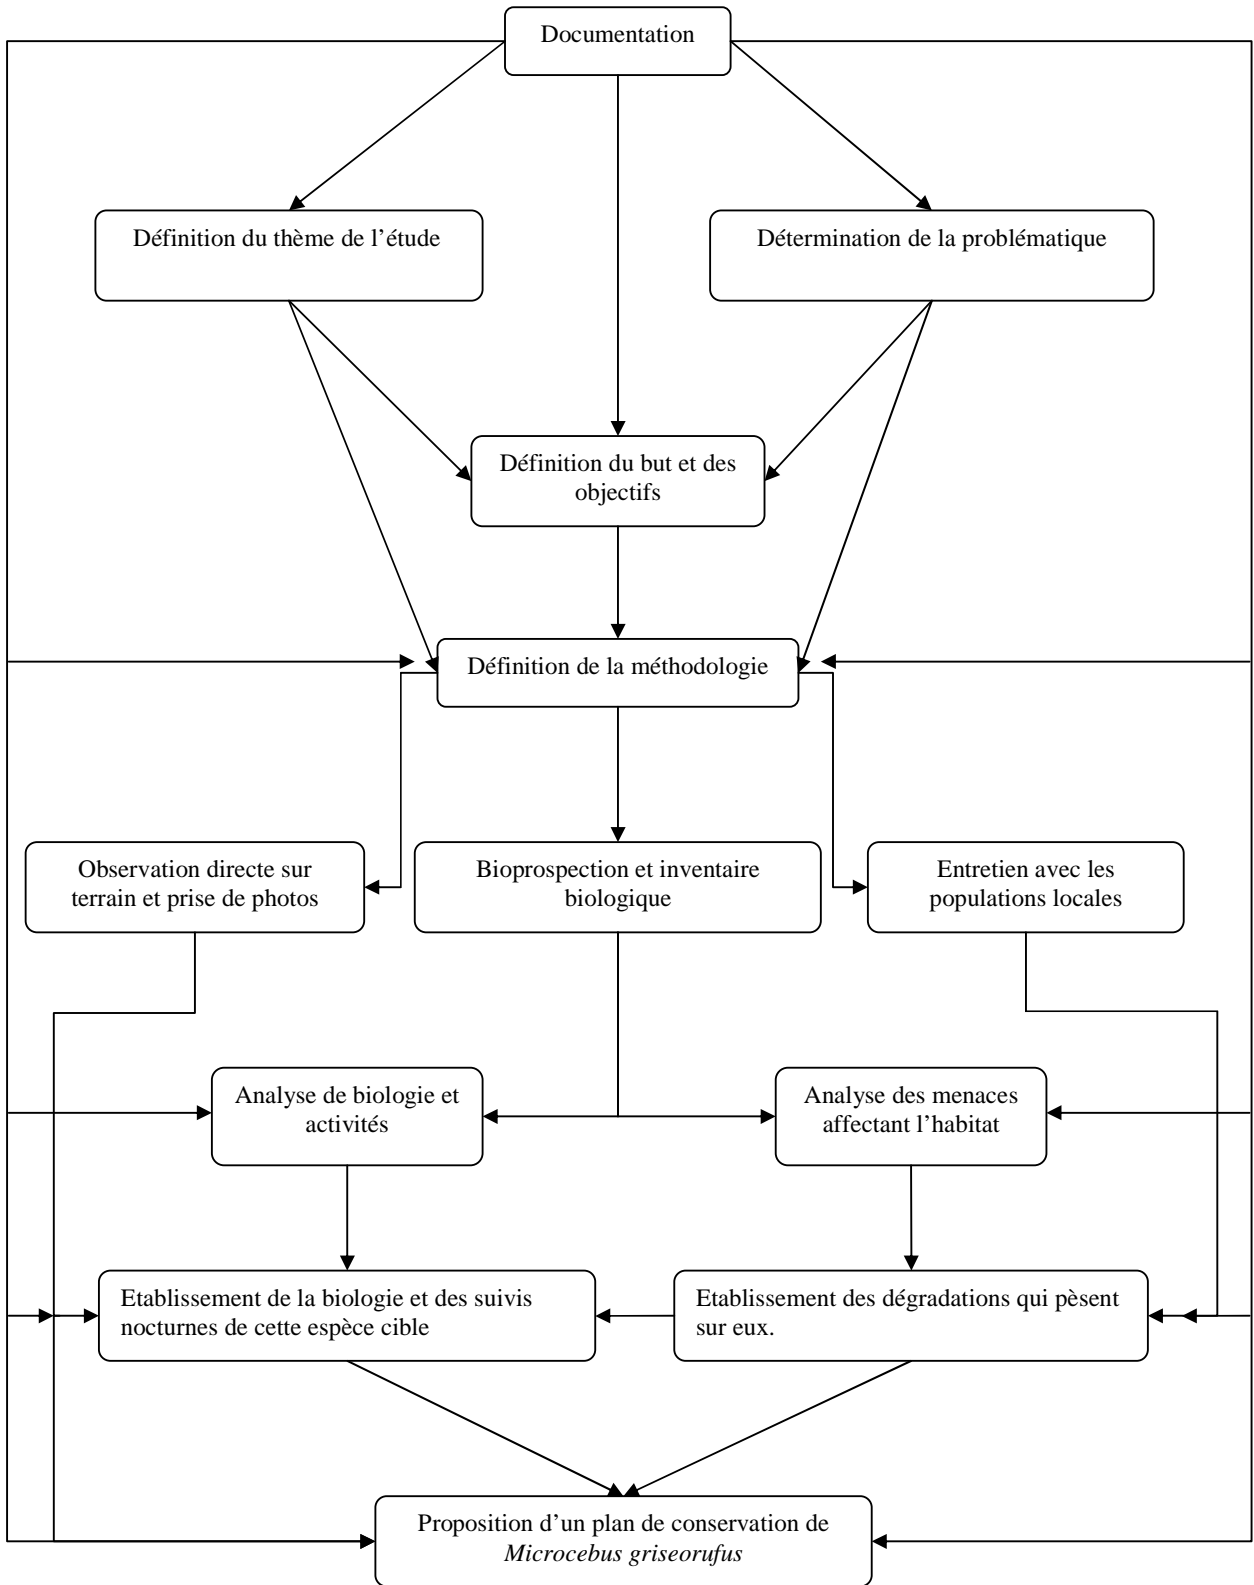 Documentation
Définition du thème de l’étude
Détermination de la problématique
Définition du but et des
objectifs
Définition de la méthodologie
Observation directe sur
terrain et prise de photos
Bioprospection et inventaire
biologique
Entretien avec les
populations locales
Analyse de biologie et
activités
Analyse des menaces
affectant l’habitat
Etablissement de la biologie et des suivis
nocturnes de cette espèce cible
Etablissement des dégradations qui pèsent
sur eux.
Proposition d’un plan de conservation de
Microcebus griseorufus